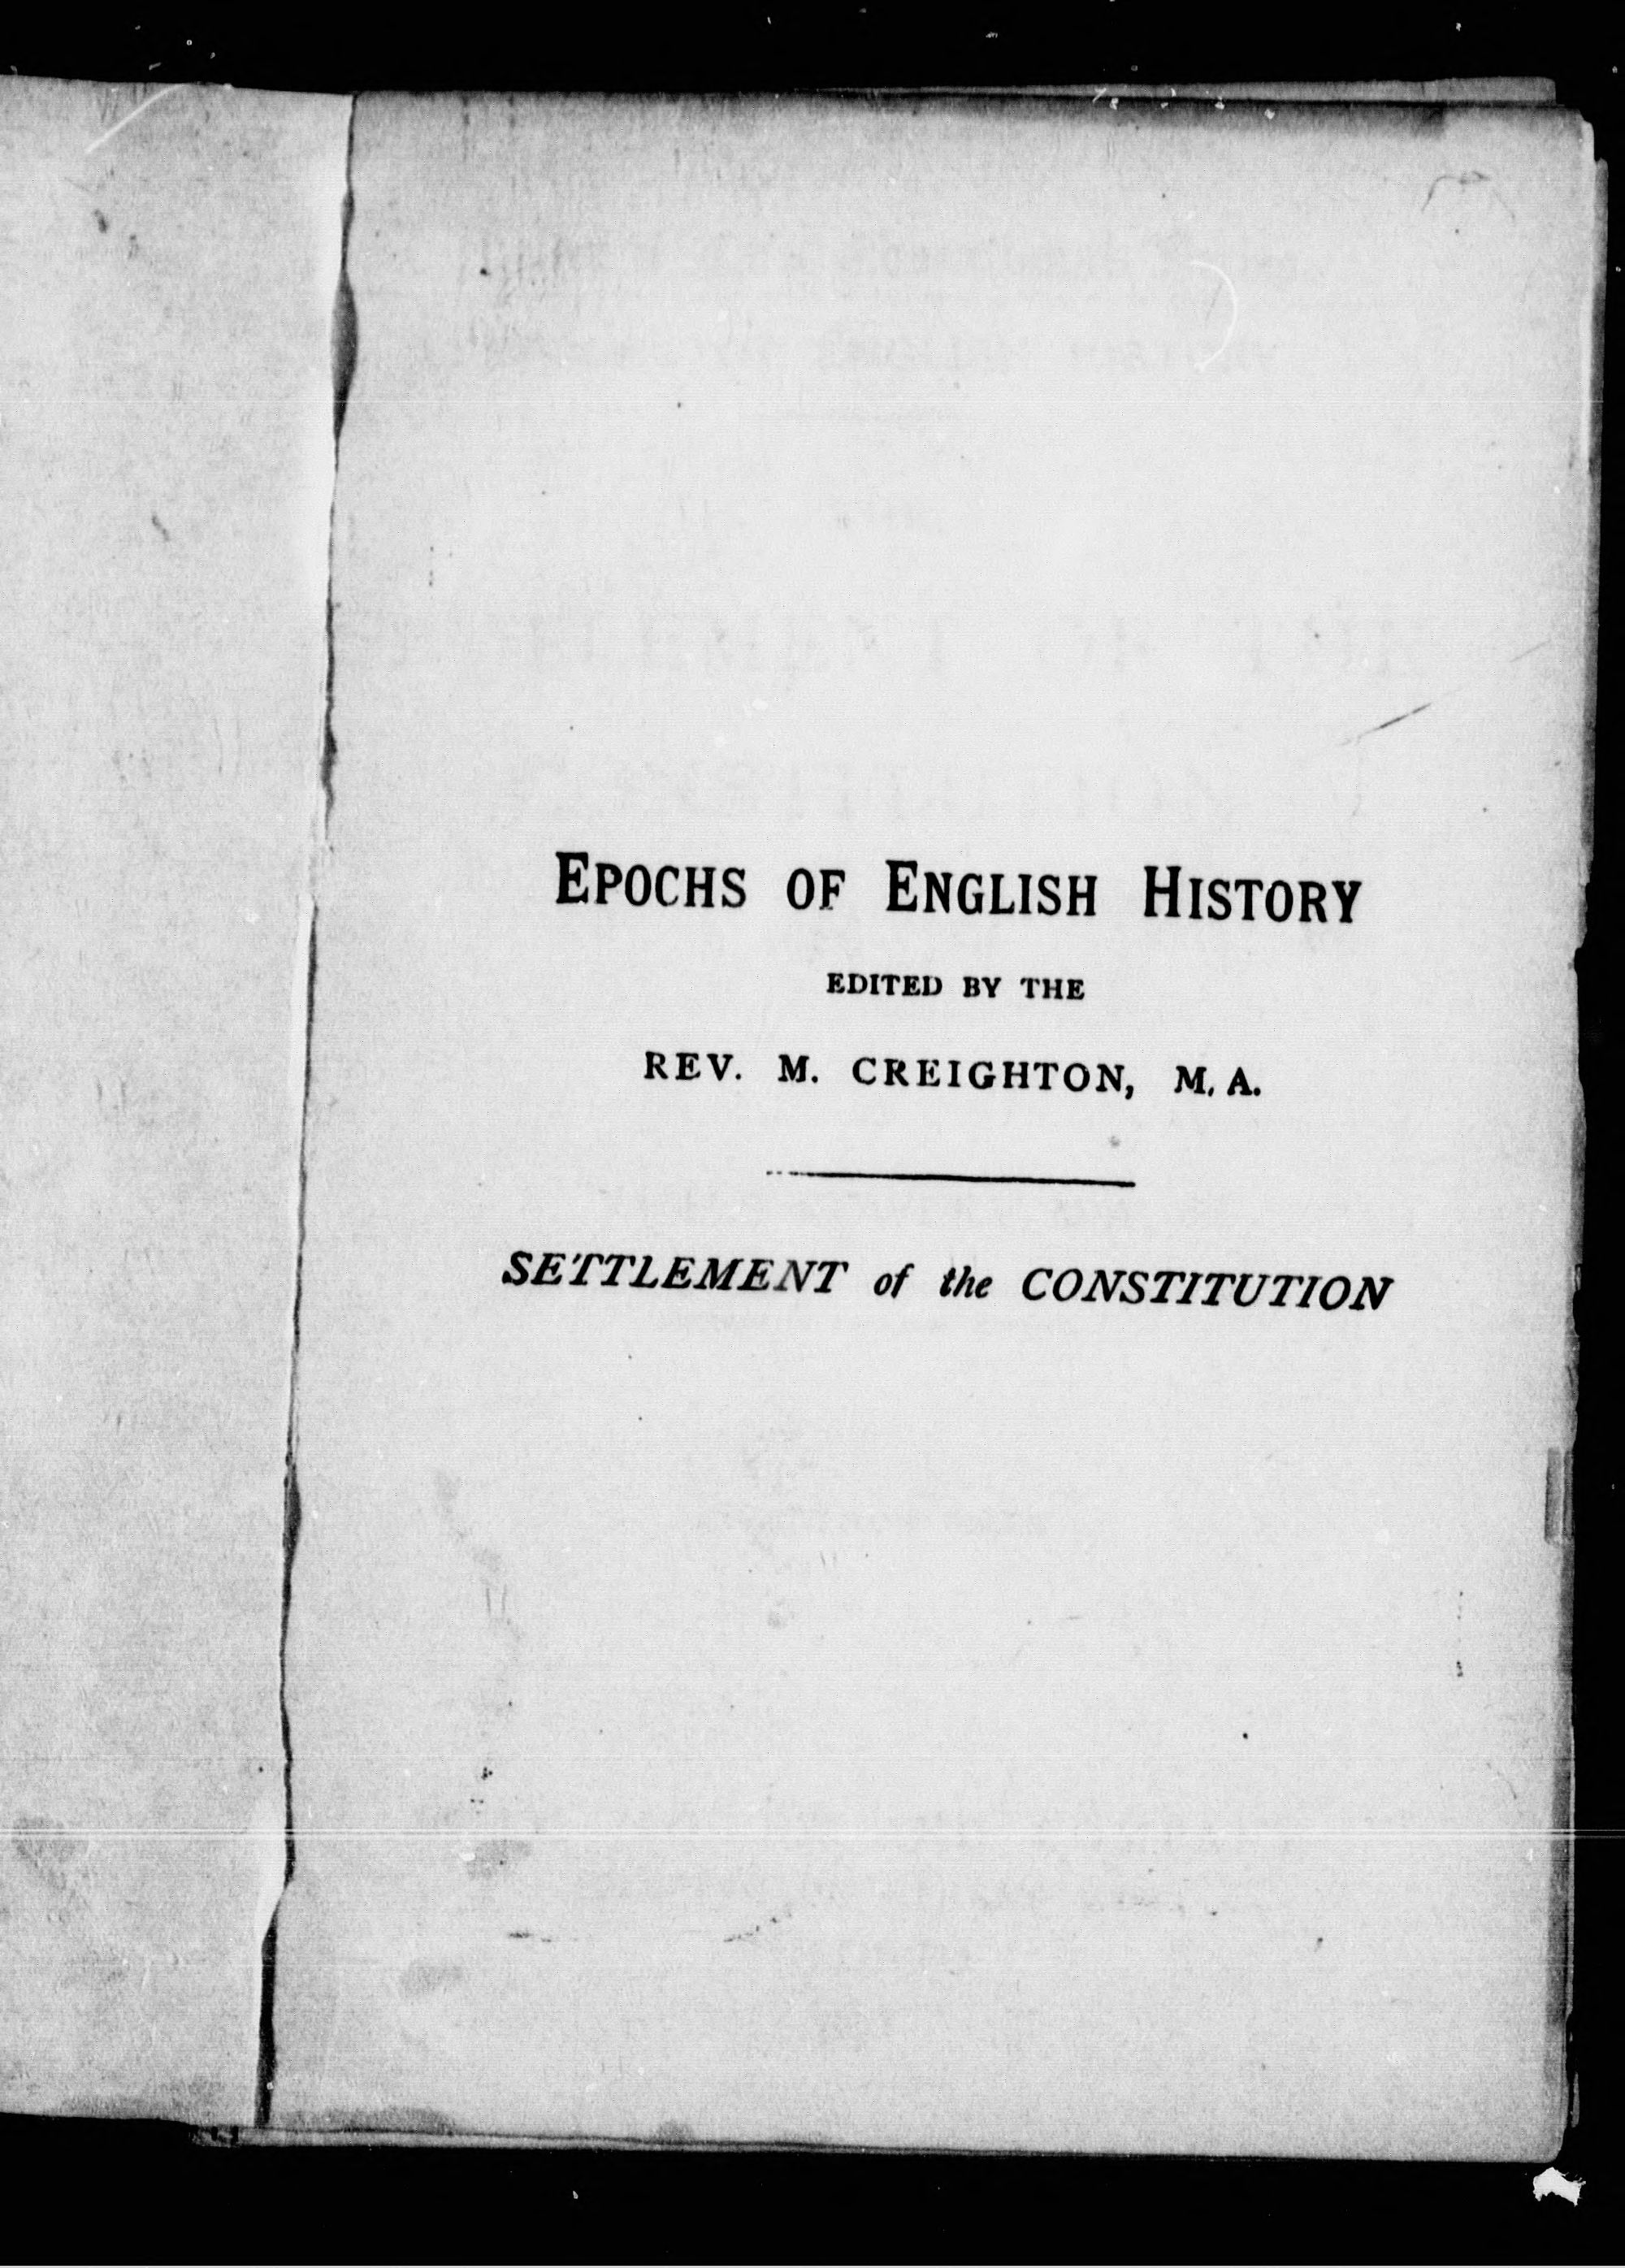 EPOCHS OF ENGLISH HISTORY
EDITED BY THE
REV. M. CREIGHTON, M.A.
SETTLEMENT of the CONSTITUTION